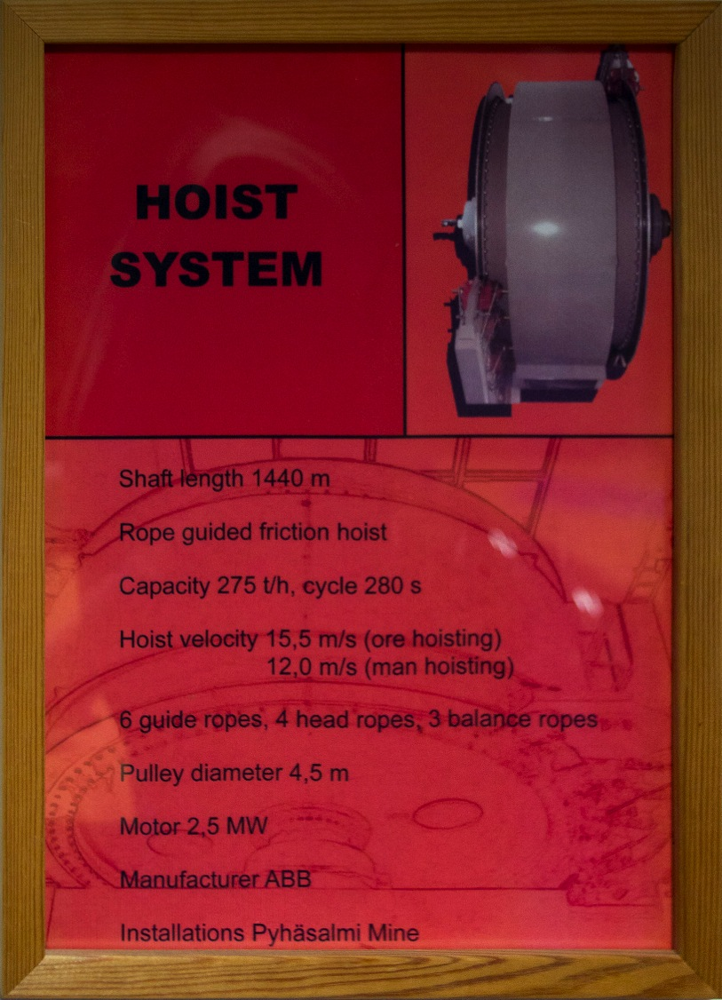 HOIST
SYSTEM
Shaft length 1440 m
Rope guided friction hoist
Capacity 275 t/h, cycle 280 s
Hoist velocity 15,5 m/s (ore hoisting)
12,0 m/s (man hoisting)
6 guide ropes, 4 head ropes, 3 balance ropes
Pulley diameter 4,5 m
Motor 2,5 MW
Manufacturer ABB
Installations Pyhäsalmi Mine